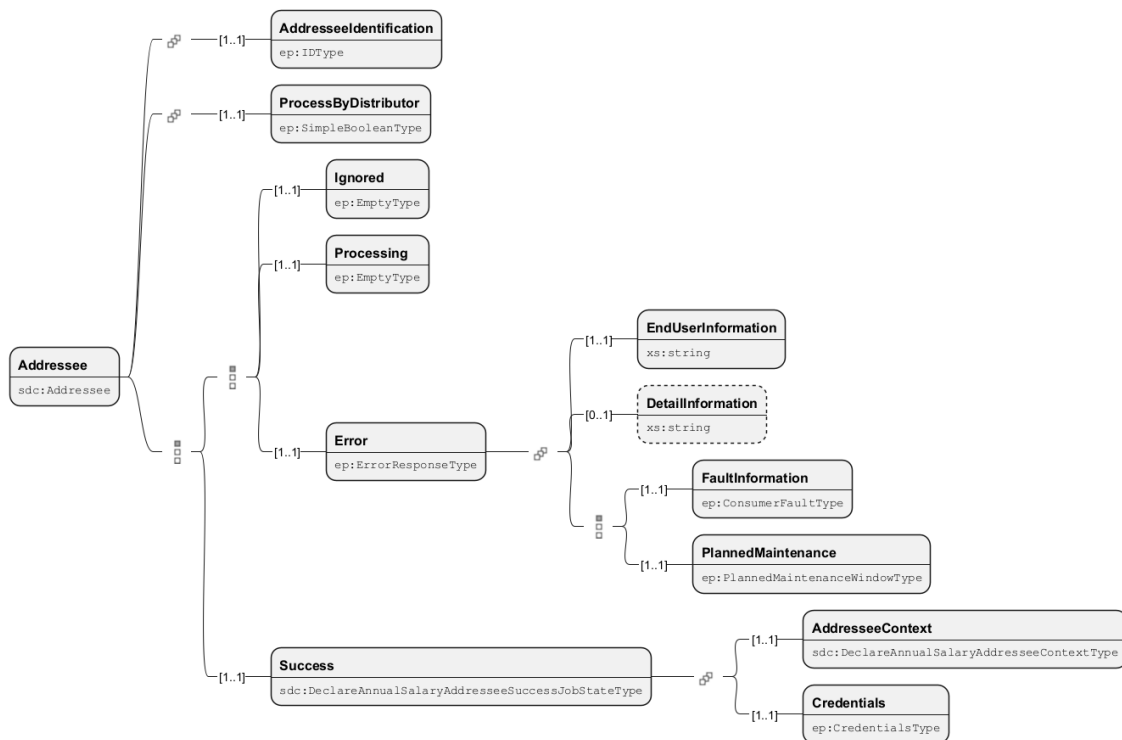 [1..1]
AddresseeIdentification
ep:IDType
[1..1]
ProcessByDistributor
ep:SimpleBooleanType
[1..1]
Ignored
ep:EmptyType
[1..1]
Processing
ep:EmptyType
[1..1]
EndUserInformation
xs:string
Addressee
sdc:Addressee
[0..1]
DetailInformation
xs:string
[1..1]
Error
ep:ErrorResponseType
[1..1]
FaultInformation
ep:ConsumerFaultType
[1..1]
PlannedMaintenance
ep:PlannedMaintenanceWindowType
[1..1]
Success
sdc:DeclareAnnualSalaryAddresseeSuccessJobStateType
[1..1]
AddresseeContext
sdc:DeclareAnnualSalaryAddresseeContextType
[1..1]
Credentials
ep:CredentialsType